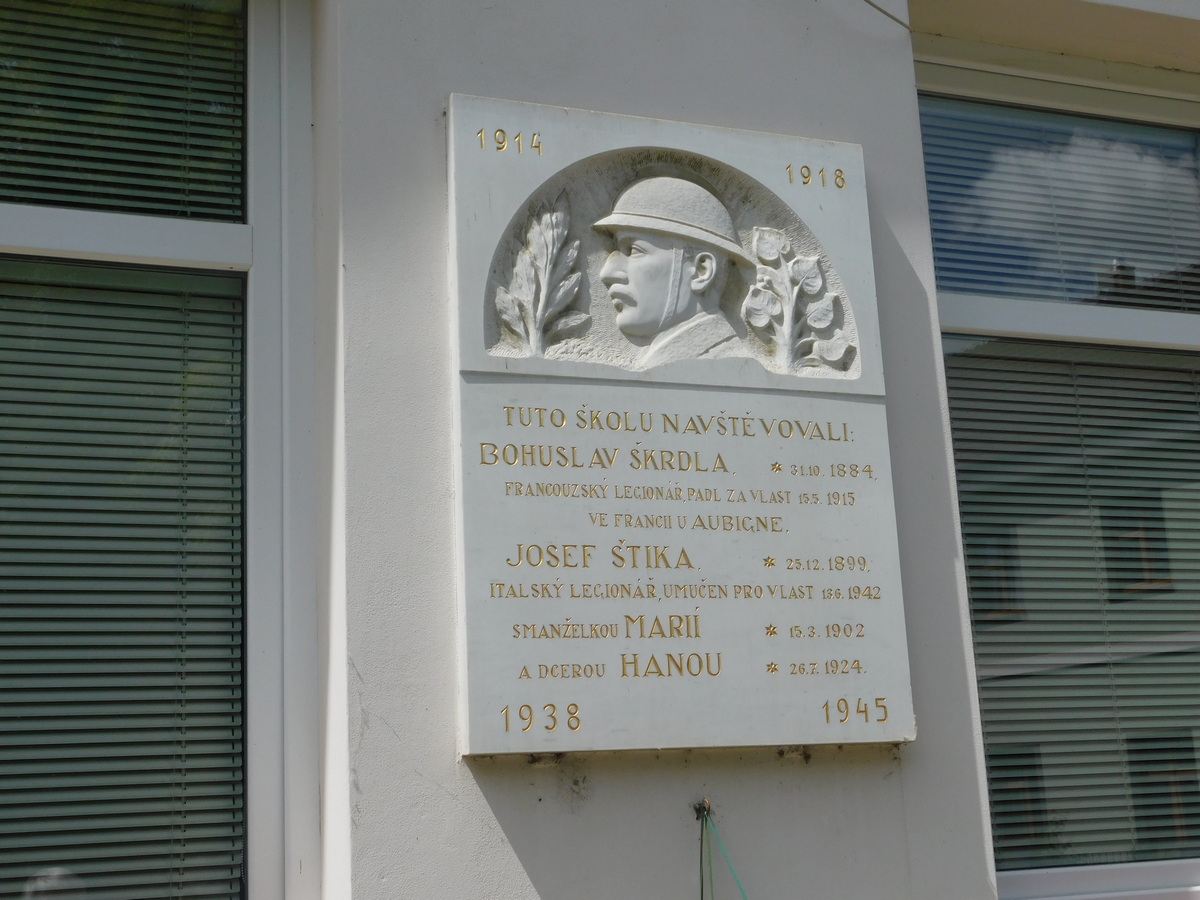 1914 1918
TUTO ŠKOLU NAVŠTĚVOVALI:
BOHUSLAV ŠKRDLA. * 31.10. 1884,
FRANCOUZSKÝ LEGIONÁŘ, PADL ZA VLAST 15.5. 1915
VE FRANCII U AUBIGNE.
JOSEF ŠTIKA. * 25.12. 1899,
ITALSKÝ LEGIONÁŘ, UMUČEN PRO VLAST 13.6. 1942
S MANŽELKOU MARIÍ * 15.3. 1902
A DCEROU HANOU * 26.7. 1924.
1938 1945